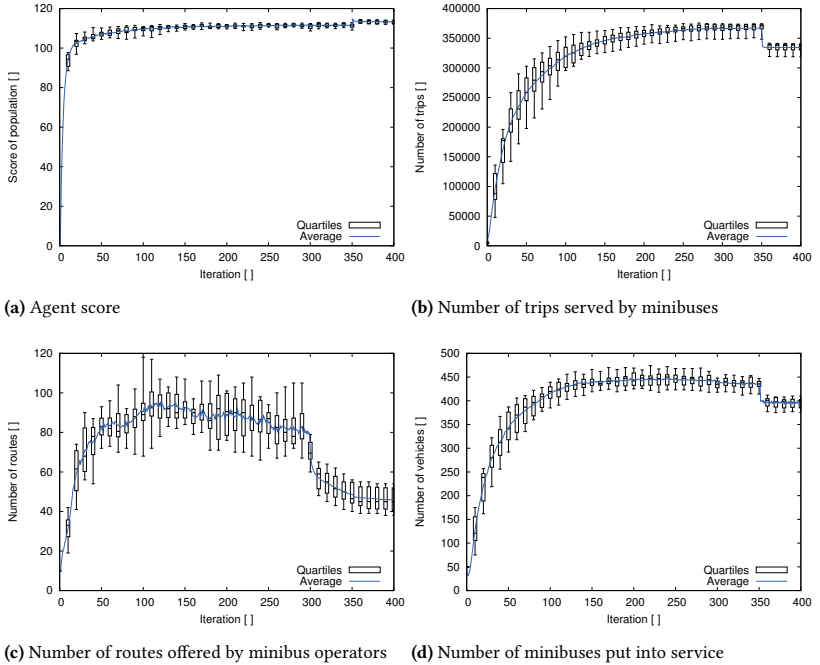 120
100
80
60
40
20
0
Score of population [ ]
Quartiles
Average
0 50 100 150 200 250 300 350 400
Iteration [ ]
(a) Agent score
400000
350000
300000
250000
200000
150000
100000
50000
0
Number of trips [ ]
Quartiles
Average
0 50 100 150 200 250 300 350 400
Iteration [ ]
(b) Number of trips served by minibuses
120
100
80
60
40
20
0
Number of routes [ ]
Quartiles
Average
0 50 100 150 200 250 300 350 400
Iteration [ ]
(c) Number of routes offered by minibus operators
500
450
400
350
300
250
200
150
100
50
0
Number of vehicles [ ]
Quartiles
Average
0 50 100 150 200 250 300 350 400
Iteration [ ]
(d) Number of minibuses put into service